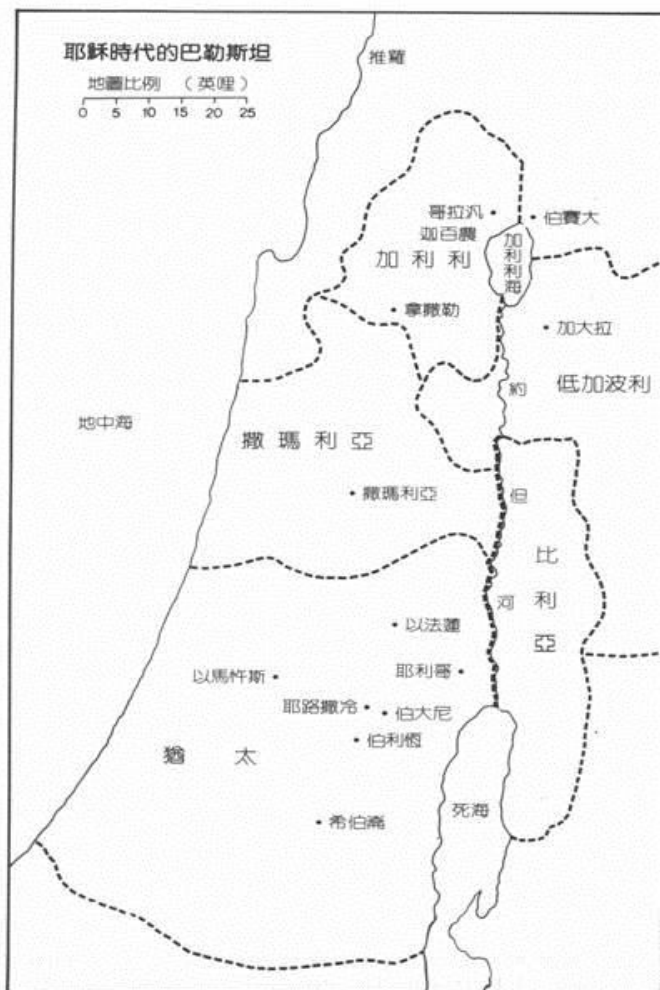 耶穌時代的巴勒斯坦
地圖比例 (英哩)
0 5 10 15 20 25
推羅
哥拉汎
伯賽大
迦百農
加利利
加利利海
拿撒勒
加大拉
低加波利
地中海
撒瑪利亞
撒瑪利亞
約但河
比利亞
以法蓮
以馬忤斯
耶利哥
耶路撒冷
伯大尼
伯利恆
猶太
死海
希伯崙